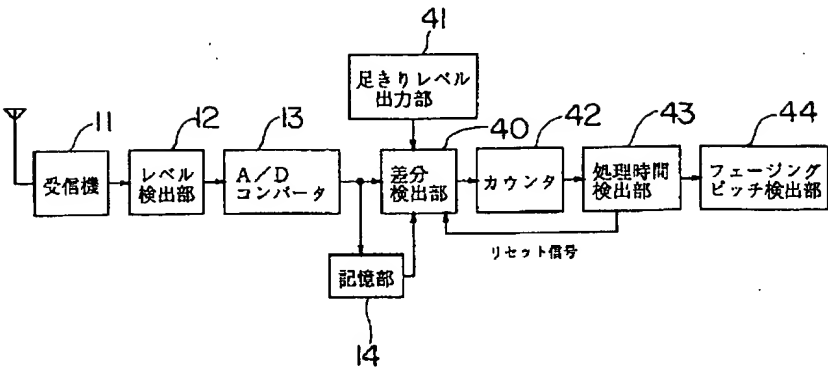 41
足きりレベル
出力部
11
12
13
40
42
43
44
受信機
レベル
検出部
A/D
コンバータ
差分
検出部
カウンタ
処理時間
検出部
フェージング
ピッチ検出部
リセット信号
記憶部
14